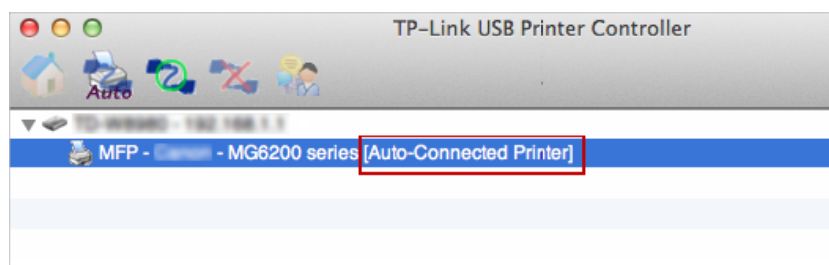 TP-Link USB Printer Controller
Auto
MFP - - MG6200 series [Auto-Connected Printer]